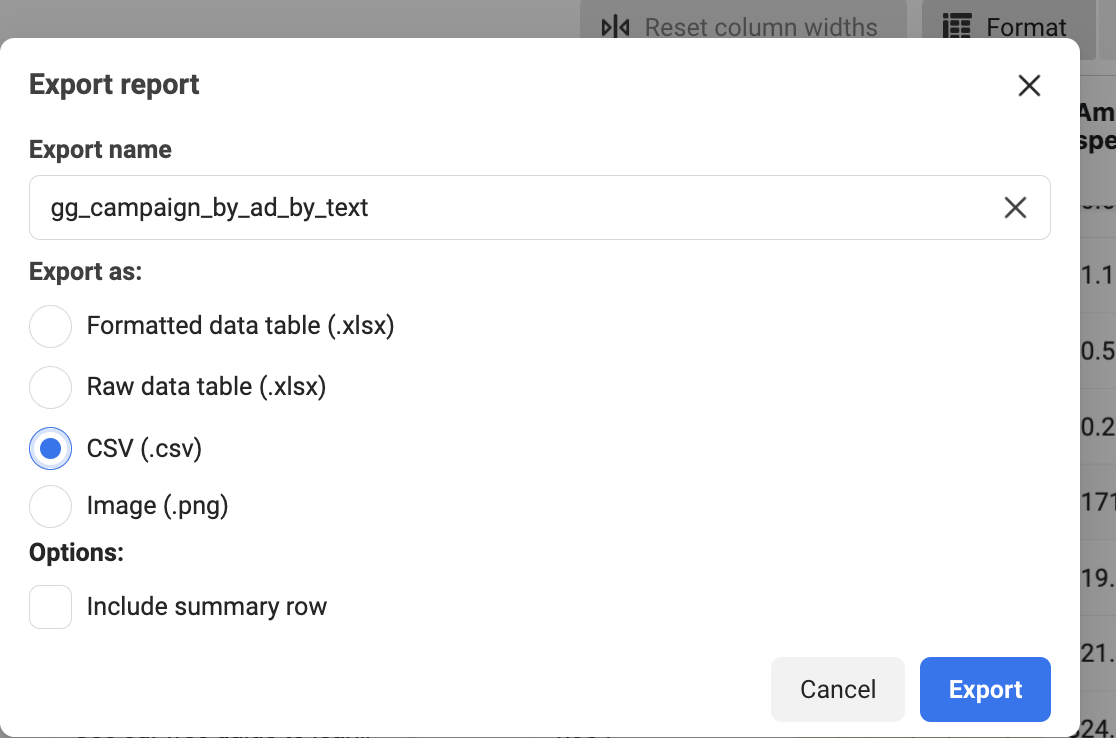 Reset column widths
Format
Export report
Export name
gg_campaign_by_ad_by_text
Export as:
Formatted data table (.xlsx)
Raw data table (.xlsx)
CSV (.csv)
Image (.png)
Options:
Include summary row
Cancel
Export
Am
spe
1.1
0.5
0.2
171
19.
21.
24.